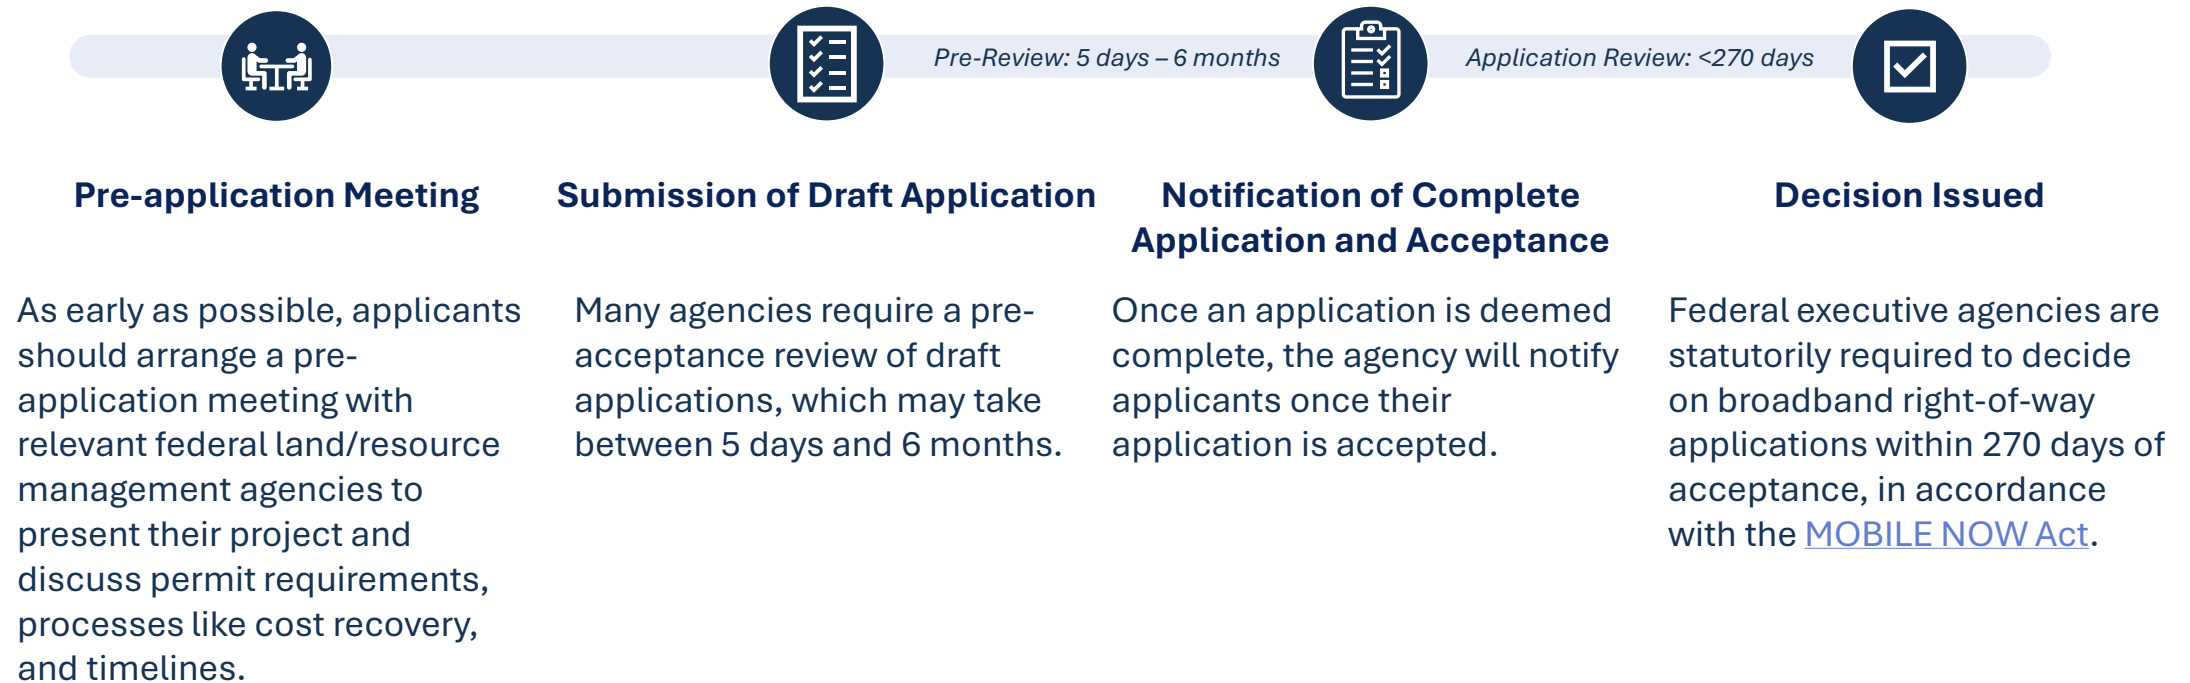 Pre-Review: 5 days – 6 months
Application Review: <270 days
Pre-application Meeting
As early as possible, applicants
should arrange a pre-
application meeting with
relevant federal land/resource
management agencies to
present their project and
discuss permit requirements,
processes like cost recovery,
and timelines.
Submission of Draft Application
Many agencies require a pre-
acceptance review of draft
applications, which may take
between 5 days and 6 months.
Notification of Complete
Application and Acceptance
Once an application is deemed
complete, the agency will notify
applicants once their
application is accepted.
Decision Issued
Federal executive agencies are
statutorily required to decide
on broadband right-of-way
applications within 270 days of
acceptance, in accordance
with the MOBILE NOW Act.